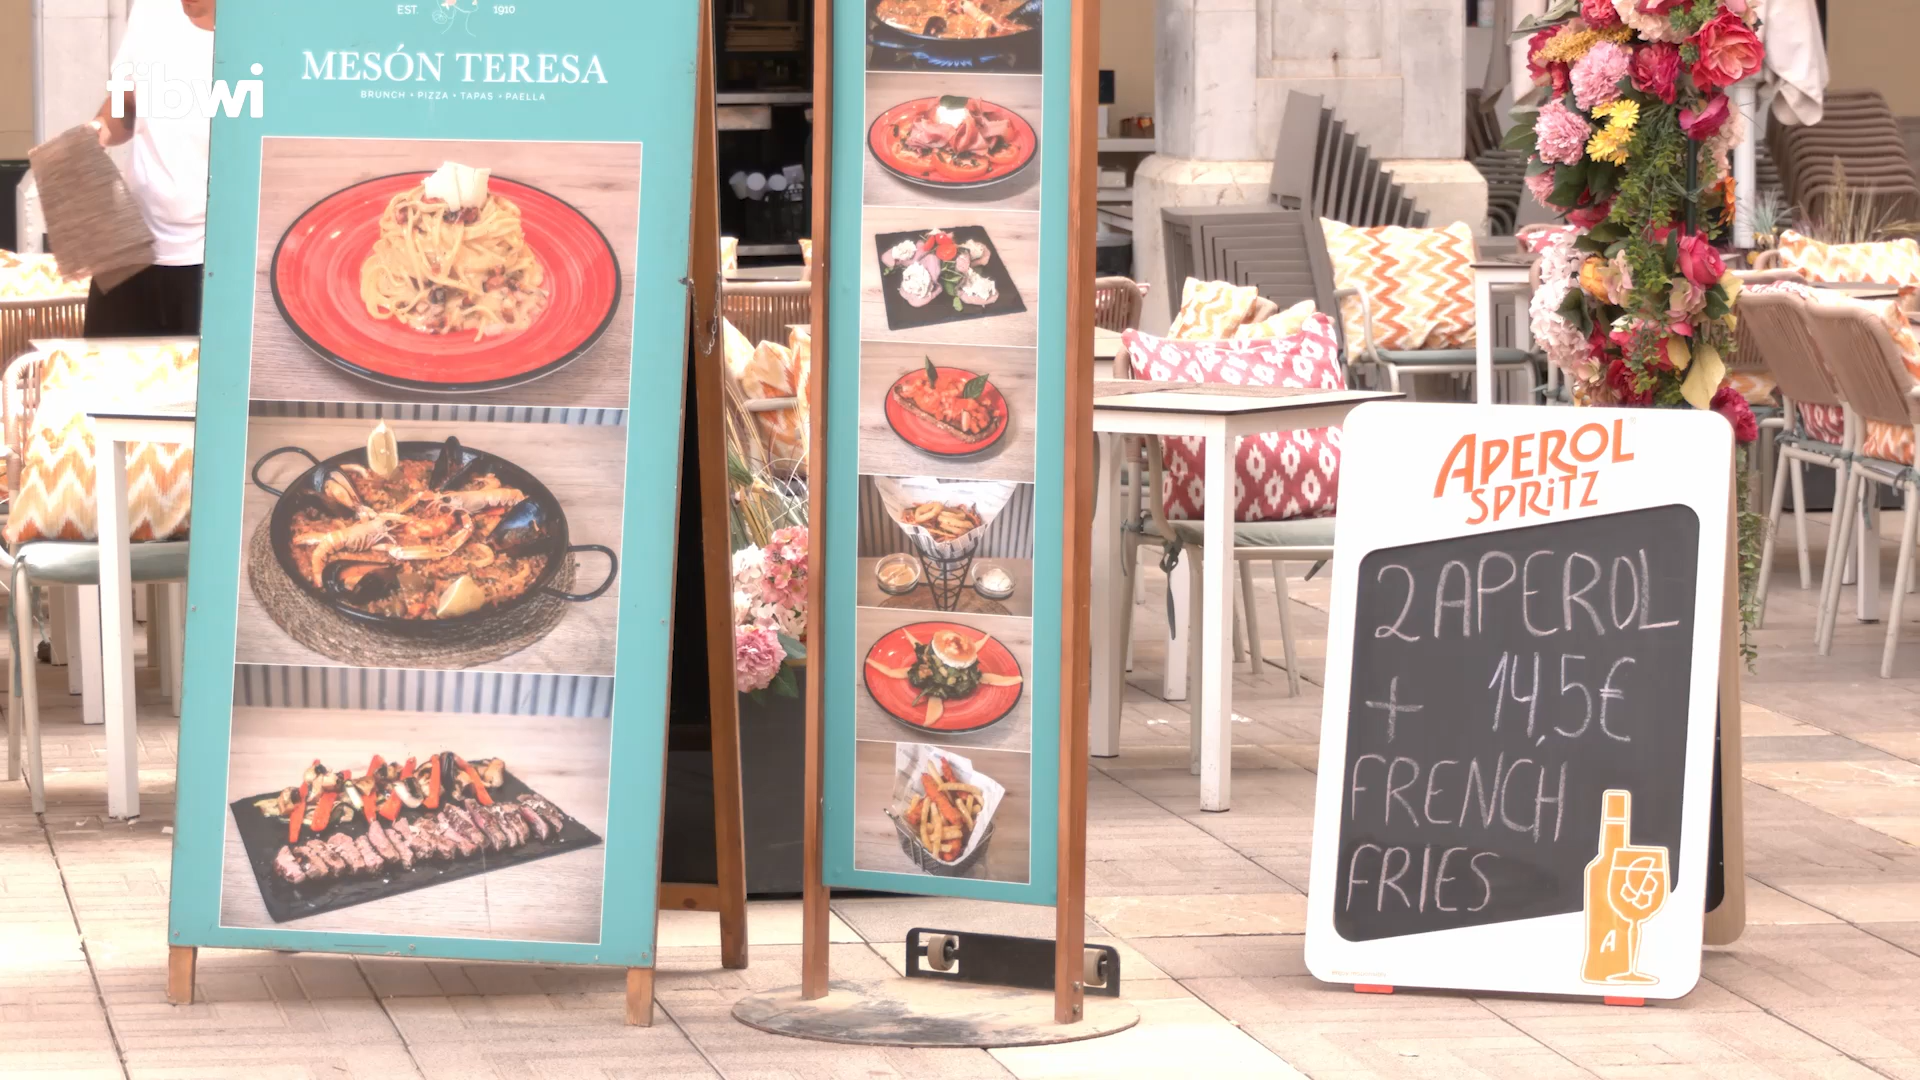 EST. 1910
MESÓN TERESA
BRUNCH • PIZZA • TAPAS • PAELLA
fibwi
APEROL
SPRiTZ
2 APEROL
+ 14,5€
FRENCH
FRIES
A